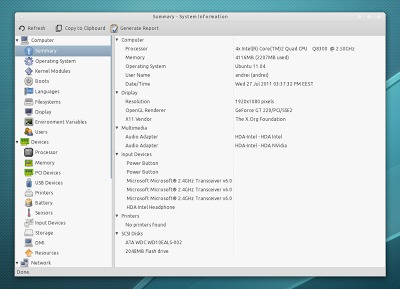 Summary - System Information
Refresh Copy to Clipboard Generate Report
Computer
Summary
Operating System
Kernel Modules
Boots
Languages
Filesystems
Display
Environment Variables
Users
Devices
Processor
Memory
PCI Devices
USB Devices
Printers
Battery
Sensors
Input Devices
Storage
DMI
Resources
Network
Computer
Processor 4x Intel(R) Core(TM)2 Quad CPU Q8300 @ 2.50GHz
Memory 4116MB (2207MB used)
Operating System Ubuntu 11.04
User Name andrei (andrei)
Date/Time Wed 27 Jul 2011 03:37:32 PM EEST
Display
Resolution 1920x1080 pixels
OpenGL Renderer GeForce GT 220/PCI/SSE2
X11 Vendor The X.Org Foundation
Multimedia
Audio Adapter HDA-Intel - HDA Intel
Audio Adapter HDA-Intel - HDA NVidia
Input Devices
Power Button
Power Button
Microsoft Microsoft® 2.4GHz Transceiver v6.0
Microsoft Microsoft® 2.4GHz Transceiver v6.0
Microsoft Microsoft® 2.4GHz Transceiver v6.0
HDA Intel Headphone
Printers
No printers found
SCSI Disks
ATA WDC WD10EALS-002
2048MB Flash drive
Done.